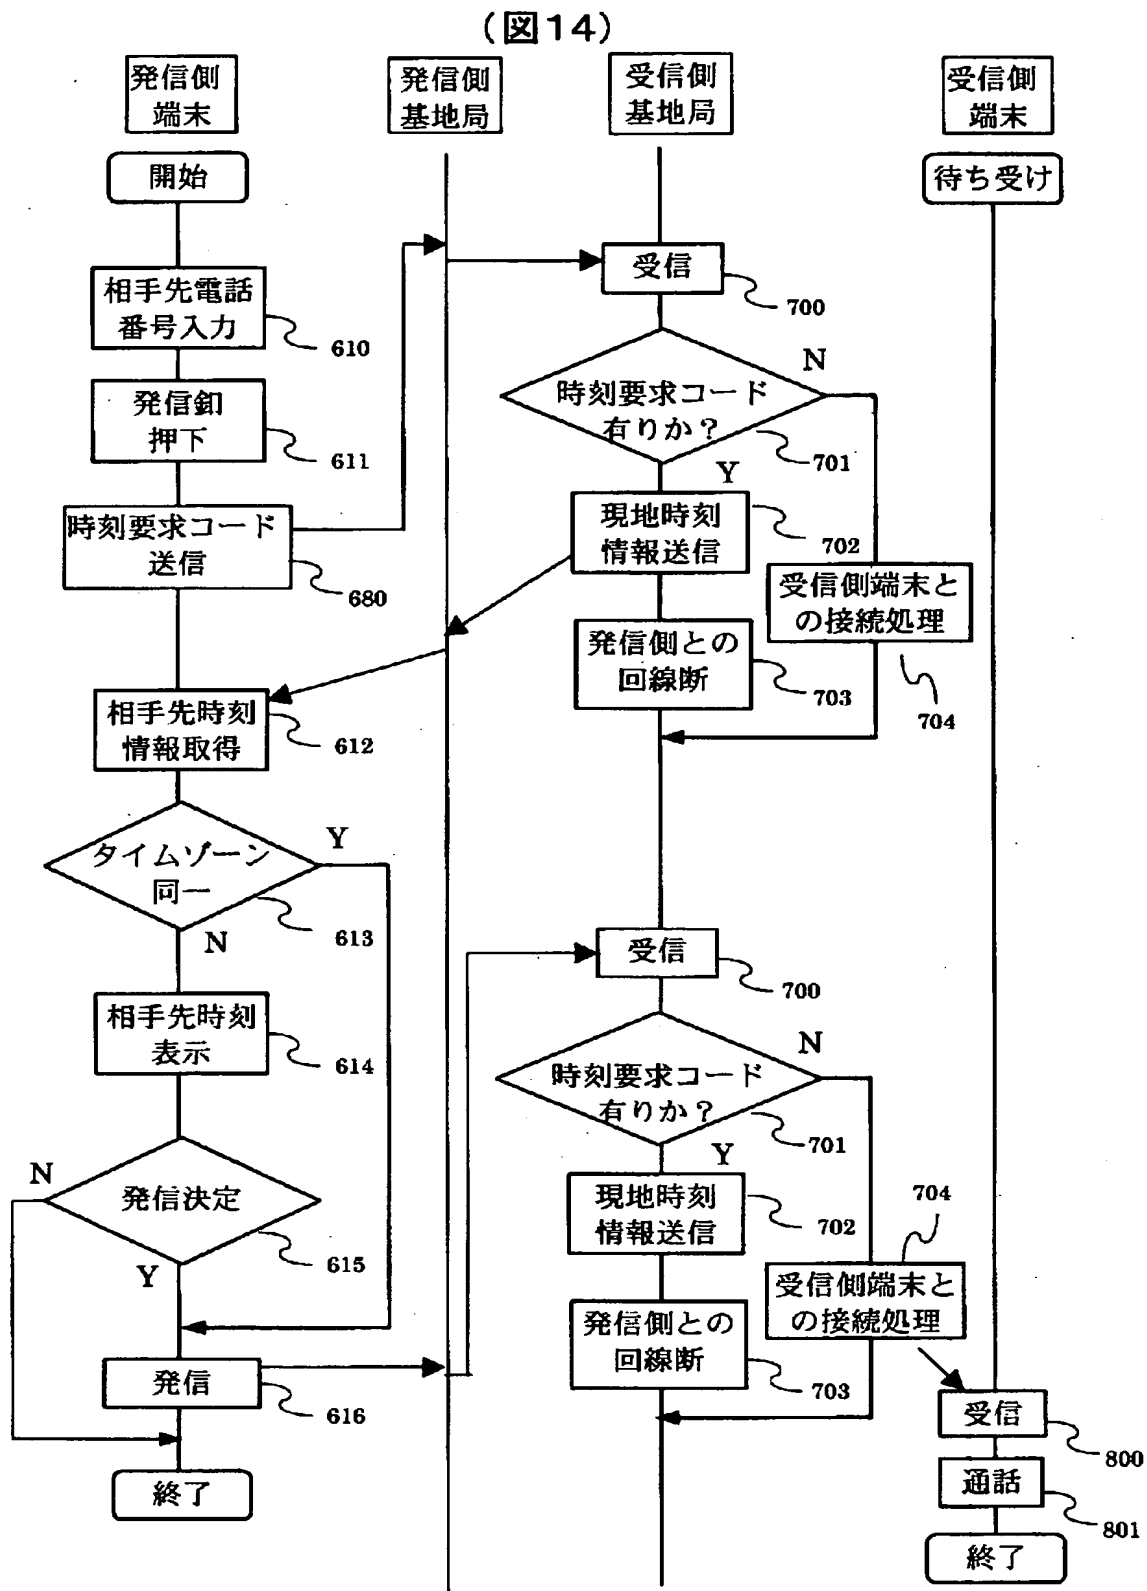 (図14)
発信側
端末
発信側
基地局
受信側
基地局
受信側
端末
開始
待ち受け
受信
700
相手先電話
番号入力
610
N
時刻要求コード
有りか？
701
発信釦
押下
611
Y
現地時刻
情報送信
702
時刻要求コード
送信
680
受信側端末と
の接続処理
704
発信側との
回線断
703
相手先時刻
情報取得
612
タイムゾーン
同一
Y
613
N
受信
700
相手先時刻
表示
614
N
時刻要求コード
有りか？
701
Y
現地時刻
情報送信
702
704
N
発信決定
615
Y
受信側端末と
の接続処理
発信側との
回線断
703
発信
616
受信
800
通話
801
終了
終了